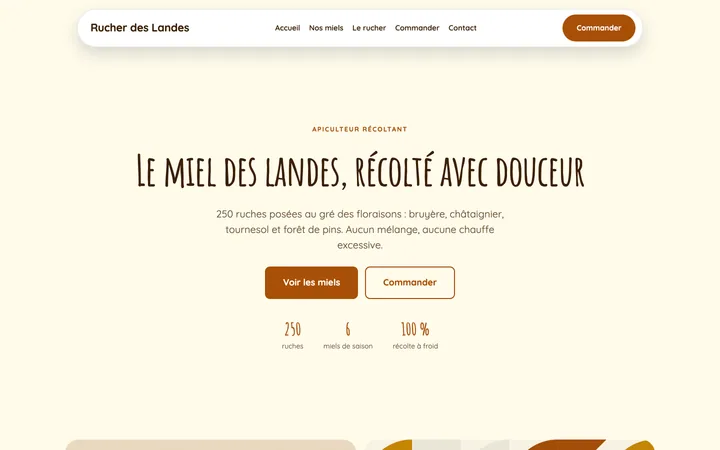 Rucher des Landes
Accueil Nos miels Le rucher Commander Contact
Commander
APICULTEUR RÉCOLTANT
Le miel des landes, récolté avec douceur
250 ruches posées au gré des floraisons : bruyère, châtaignier,
tournesol et forêt de pins. Aucun mélange, aucune chauffe
excessive.
Voir les miels Commander
250 6 100 %
ruches miels de saison récolte à froid